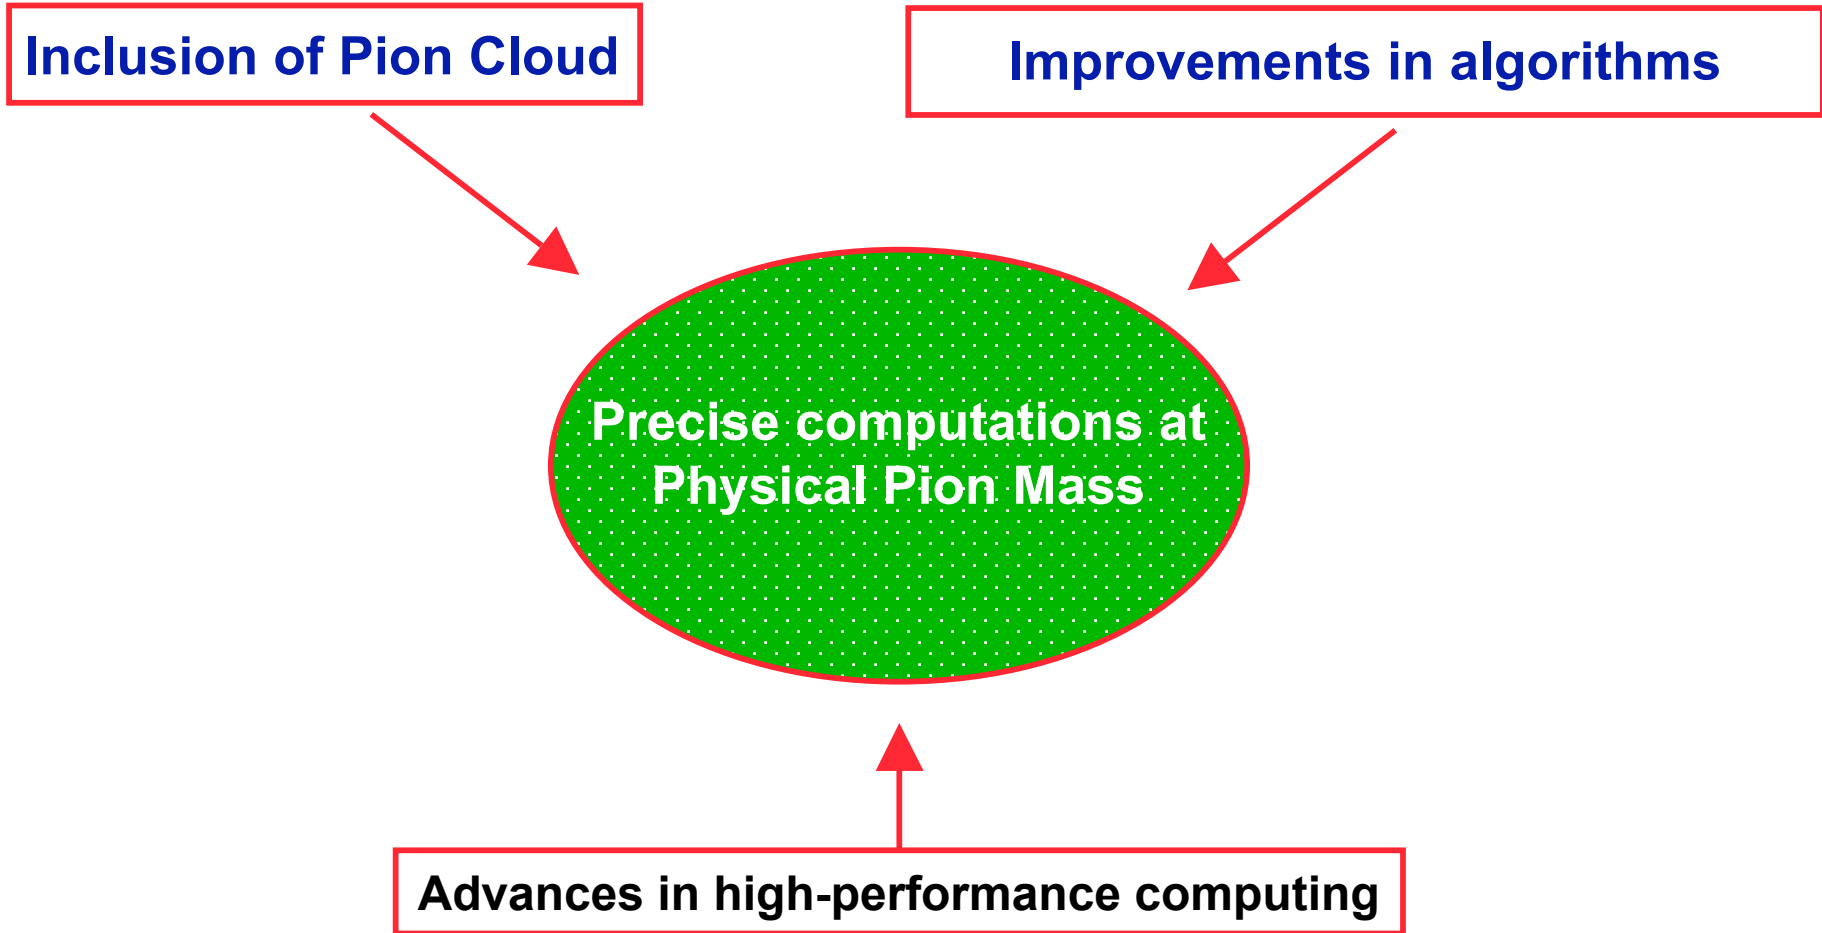 Inclusion of Pion Cloud
Improvements in algorithms
Precise computations at
Physical Pion Mass
Advances in high-performance computing